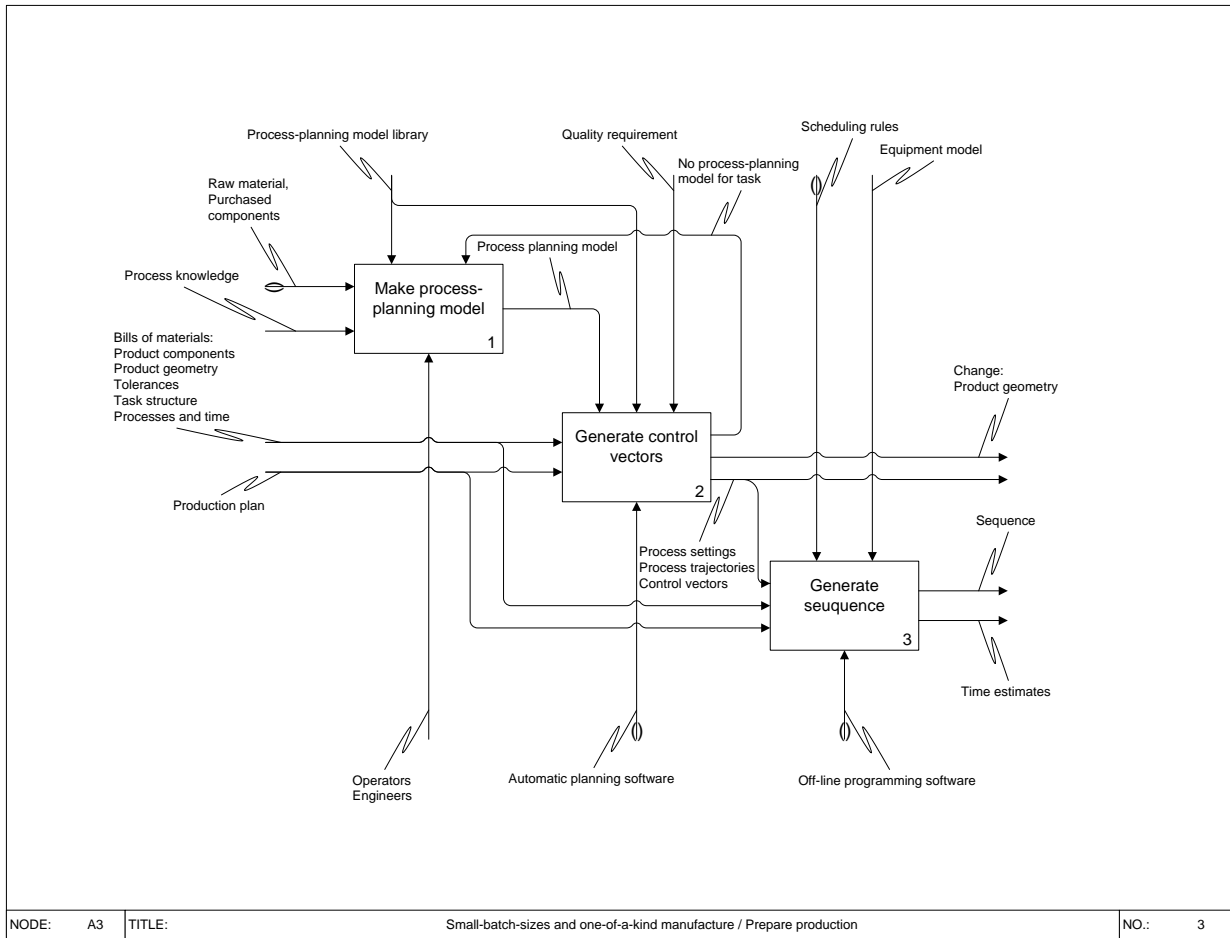 Process-planning model library
Quality requirement
Scheduling rules
No process-planning
model for task
Equipment model
Raw material,
Purchased
components
Process planning model
Process knowledge
Make process-
planning model
1
Bills of materials:
Product components
Product geometry
Tolerances
Task structure
Processes and time
Change:
Product geometry
Generate control
vectors
2
Production plan
Process settings
Process trajectories
Control vectors
Sequence
Generate
seuquence
3
Time estimates
Operators
Engineers
Automatic planning software
Off-line programming software
NODE: A3 TITLE: Small-batch-sizes and one-of-a-kind manufacture / Prepare production NO.: 3